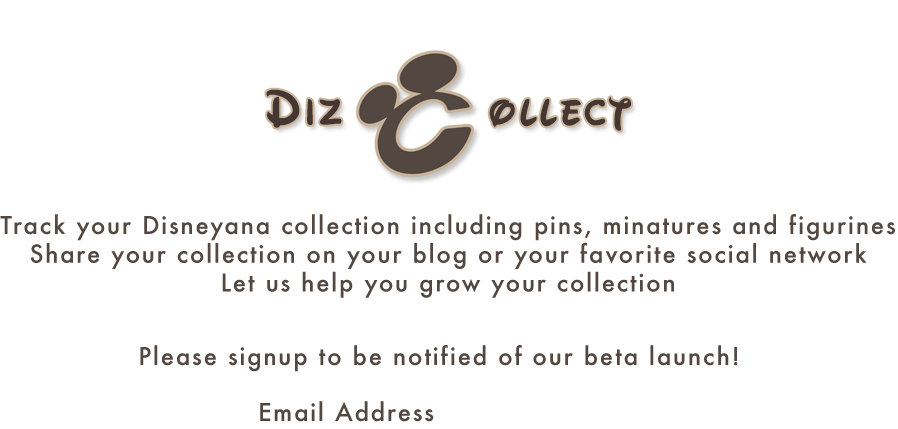 Diz Collect
Track your Disneyana collection including pins, minatures and figurines
Share your collection on your blog or your favorite social network
Let us help you grow your collection
Please signup to be notified of our beta launch!
Email Address